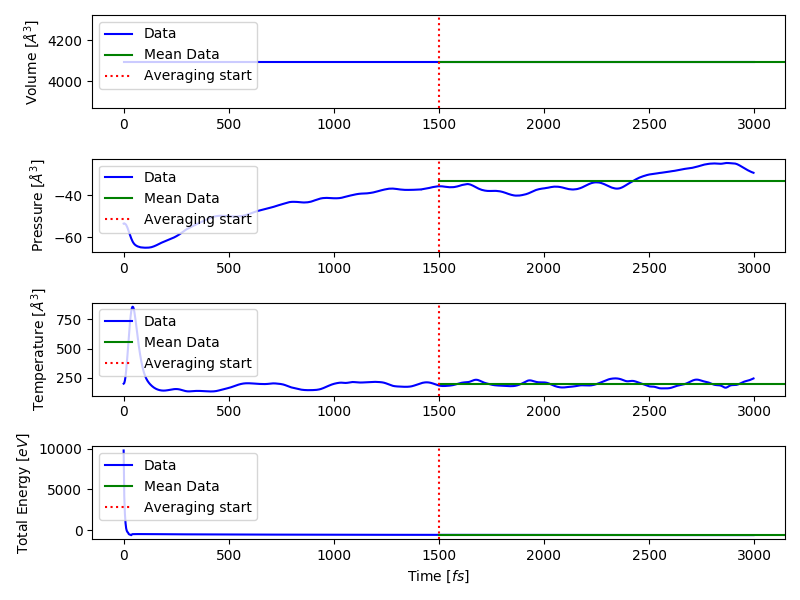 Volume [Å³]
4200
4000
Data
Mean Data
Averaging start
0 500 1000 1500 2000 2500 3000
Pressure [Å³]
−40
−60
Data
Mean Data
Averaging start
0 500 1000 1500 2000 2500 3000
Temperature [Å³]
750
500
250
Data
Mean Data
Averaging start
0 500 1000 1500 2000 2500 3000
Total Energy [eV]
10000
5000
0
Data
Mean Data
Averaging start
0 500 1000 1500 2000 2500 3000
Time [fs]